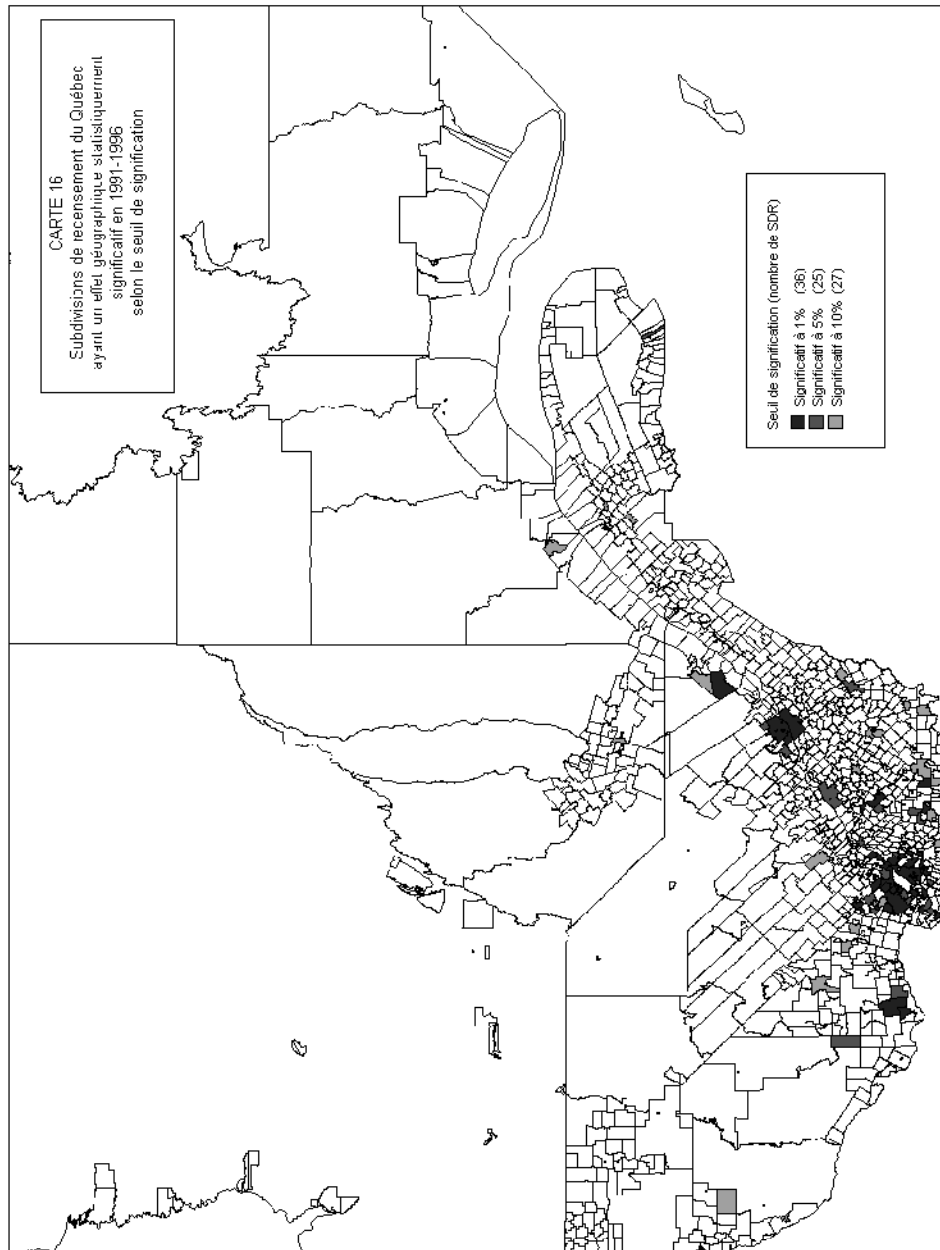 CARTE 16
Subdivisions de recensement du Québec
ayant un effet géographique statistiquement
significatif en 1991-1996
selon le seuil de signification
Seuil de signification (nombre de SDR)
Significatif à 1% (36)
Significatif à 5% (25)
Significatif à 10% (27)